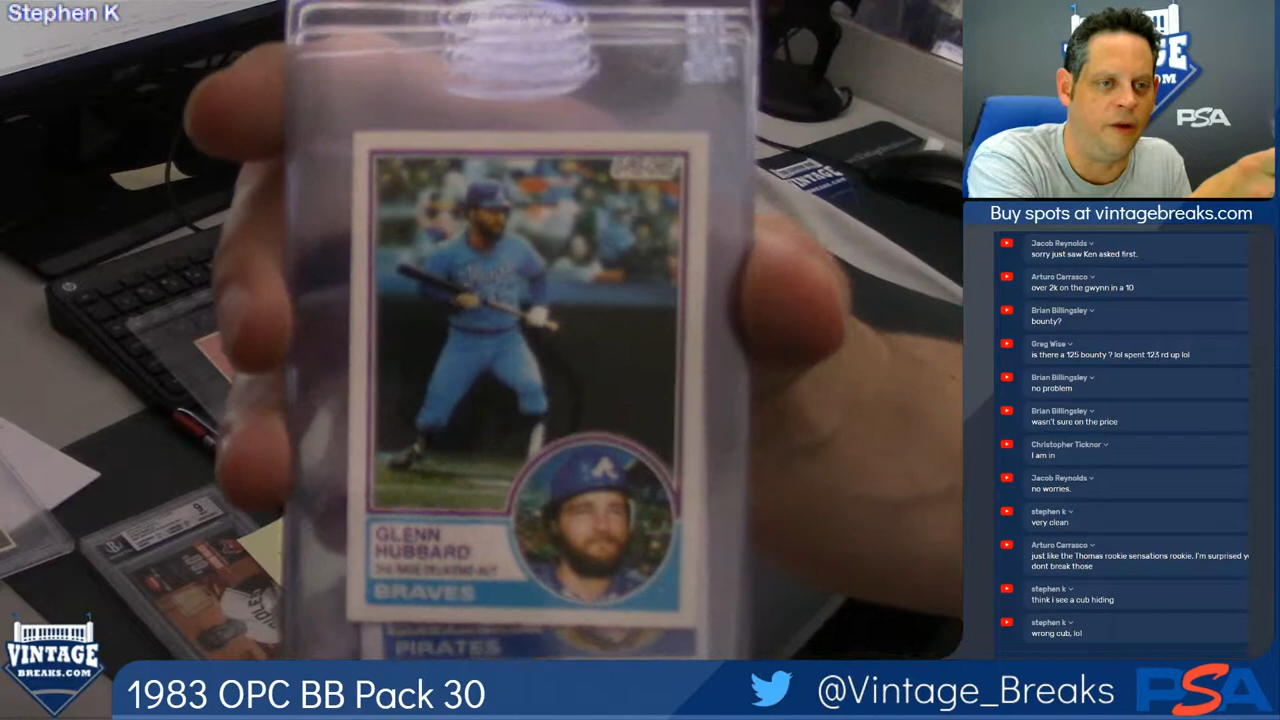 Stephen K
GLENN
HUBBARD
BRAVES
PIRATES
VINTAGE
BREAKS.COM
PSA
Buy spots at vintagebreaks.com
Jacob Reynolds
sorry just saw Ken asked first.
Arturo Carrasco
over 2k on the gwynn in a 10
Brian Billingsley
bounty?
Greg Wise
is there a 125 bounty ? lol spent 123 rd up lol
Brian Billingsley
no problem
Brian Billingsley
wasn't sure on the price
Christopher Ticknor
I am in
Jacob Reynolds
no worries.
stephen k
very clean
Arturo Carrasco
just like the Thomas rookie sensations rookie. I'm surprised
dont break those
stephen k
think i see a cub hiding
stephen k
wrong cub, lol
1983 OPC BB Pack 30
@Vintage_Breaks
PSA